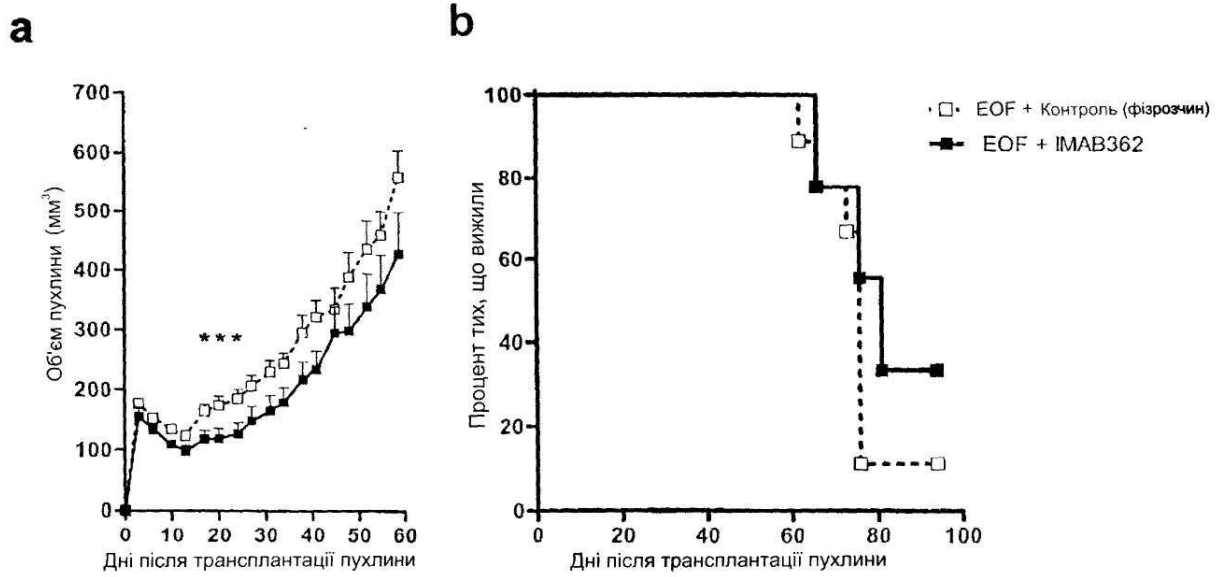 a
b
700
600
500
400
300
200
100
0
Об'єм пухлини (мм³)
***
0 10 20 30 40 50 60
Дні після трансплантації пухлини
100
80
60
40
20
0
Процент тих, що вижили
0 20 40 60 80 100
Дні після трансплантації пухлини
EOF + Контроль (фізрозчин)
EOF + IMAB362